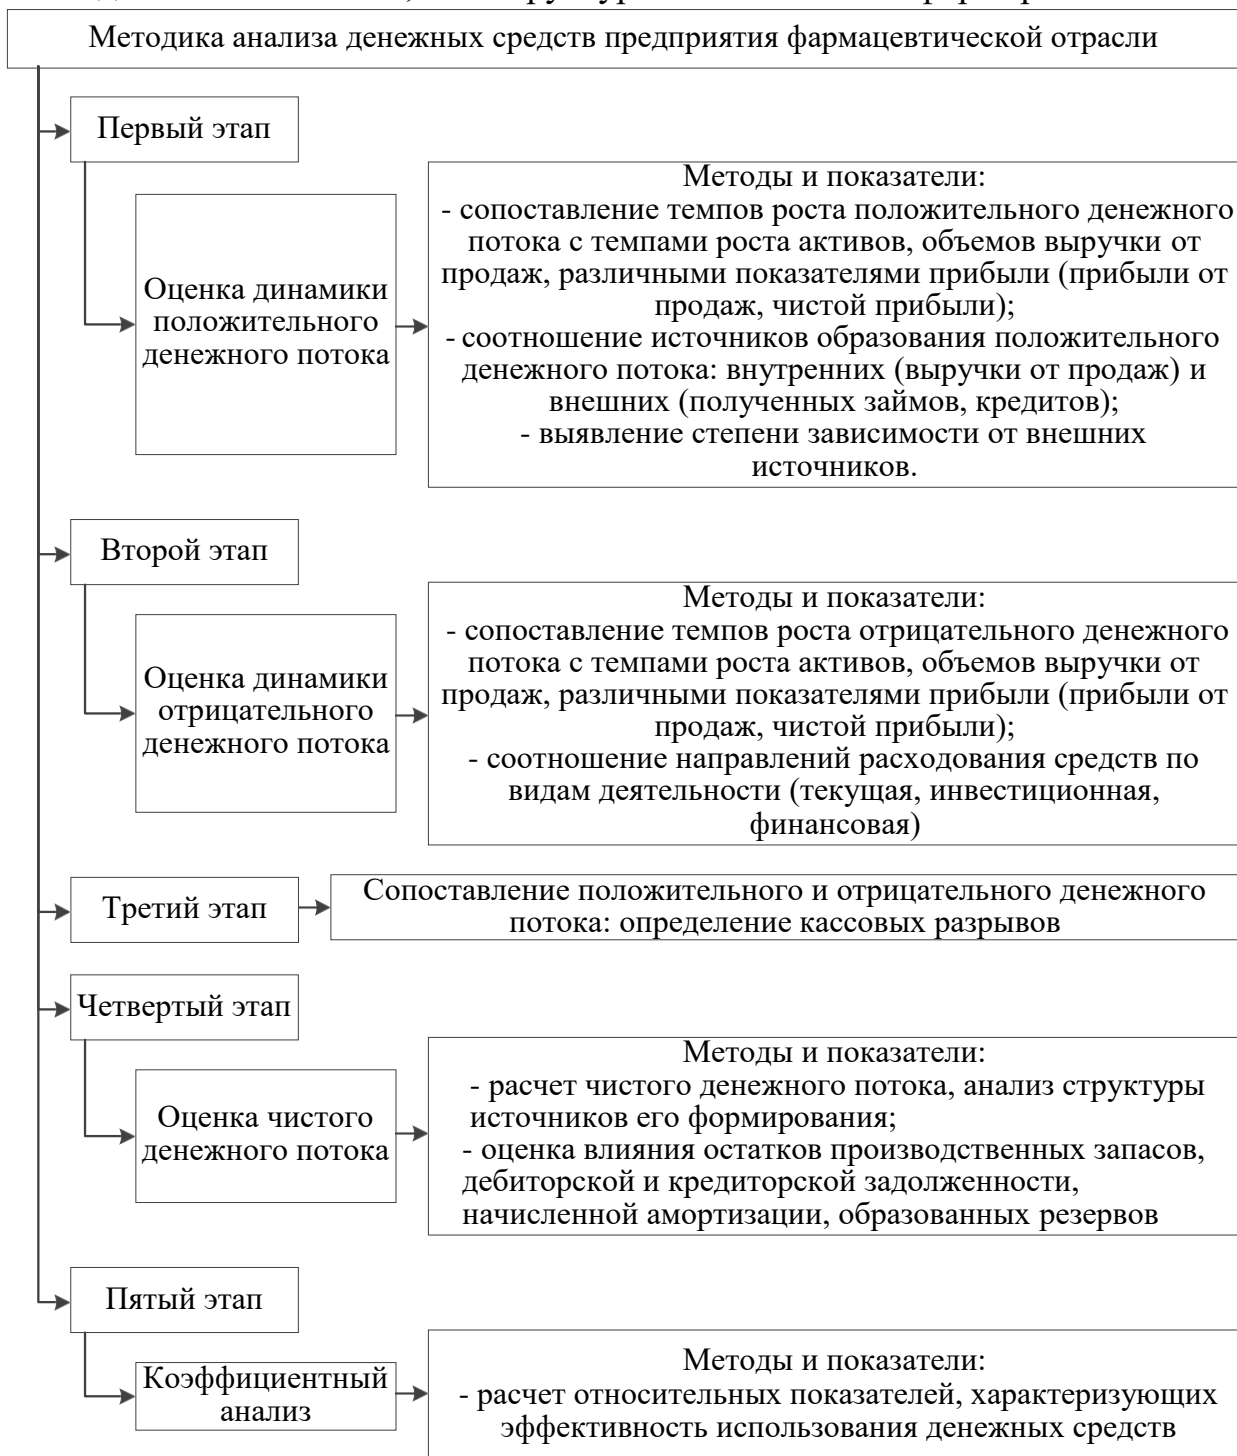 Методика анализа денежных средств предприятия фармацевтической отрасли
Первый этап
Оценка динамики
положительного
денежного потока
Методы и показатели:
- сопоставление темпов роста положительного денежного
потока с темпами роста активов, объемов выручки от
продаж, различными показателями прибыли (прибыли от
продаж, чистой прибыли);
- соотношение источников образования положительного
денежного потока: внутренних (выручки от продаж) и
внешних (полученных займов, кредитов);
- выявление степени зависимости от внешних
источников.
Второй этап
Оценка динамики
отрицательного
денежного потока
Методы и показатели:
- сопоставление темпов роста отрицательного денежного
потока с темпами роста активов, объемов выручки от
продаж, различными показателями прибыли (прибыли от
продаж, чистой прибыли);
- соотношение направлений расходования средств по
видам деятельности (текущая, инвестиционная,
финансовая)
Третий этап
Сопоставление положительного и отрицательного денежного
потока: определение кассовых разрывов
Четвертый этап
Оценка чистого
денежного потока
Методы и показатели:
- расчет чистого денежного потока, анализ структуры
источников его формирования;
- оценка влияния остатков производственных запасов,
дебиторской и кредиторской задолженности,
начисленной амортизации, образованных резервов
Пятый этап
Коэффициентный
анализ
Методы и показатели:
- расчет относительных показателей, характеризующих
эффективность использования денежных средств